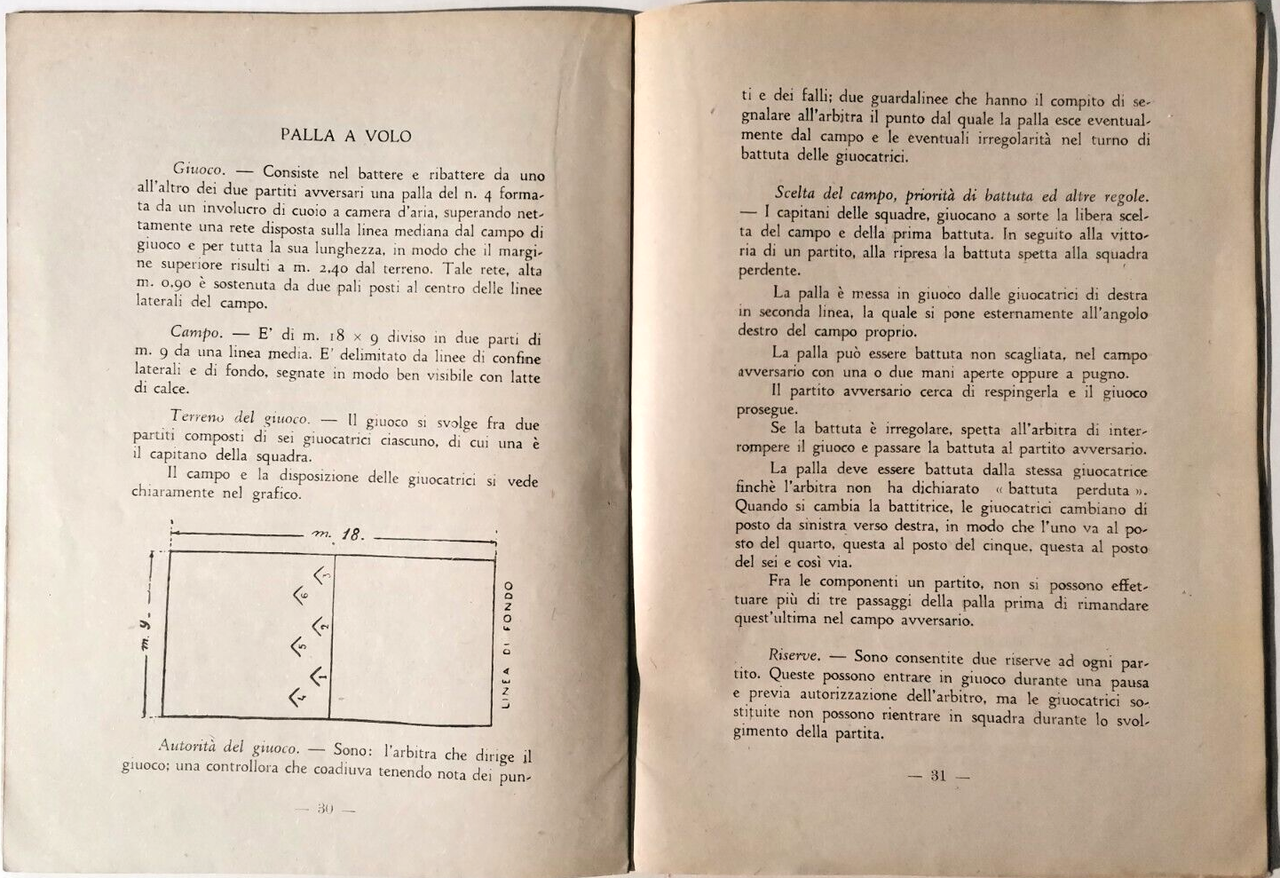 PALLA A VOLO
Giuoco. — Consiste nel battere e ribattere da uno
all'altro dei due partiti avversari una palla del n. 4 forma-
ta da un involucro di cuoio a camera d'aria, superando net-
tamente una rete disposta sulla linea mediana dal campo di
giuoco e per tutta la sua lunghezza, in modo che il margi-
ne superiore risulti a m. 2,40 dal terreno. Tale rete, alta
m. 0,90 è sostenuta da due pali posti al centro delle linee
laterali del campo.
Campo. — E' di m. 18 × 9 diviso in due parti di
m. 9 da una linea media. E' delimitato da linee di confine
laterali e di fondo, segnate in modo ben visibile con latte
di calce.
Terreno del giuoco. — Il giuoco si svolge fra due
partiti composti di sei giuocatrici ciascuno, di cui una è
il capitano della squadra.
Il campo e la disposizione delle giuocatrici si vede
chiaramente nel grafico.
m. 18.
m. 9.
3
6
2
5
1
4
LINEA DI FONDO
Autorità del giuoco. — Sono: l'arbitra che dirige il
giuoco; una controllora che coadiuva tenendo nota dei pun-
— 30 —
ti e dei falli; due guardalinee che hanno il compito di se-
gnalare all'arbitra il punto dal quale la palla esce eventual-
mente dal campo e le eventuali irregolarità nel turno di
battuta delle giuocatrici.
Scelta del campo, priorità di battuta ed altre regole.
— I capitani delle squadre, giuocano a sorte la libera scel-
ta del campo e della prima battuta. In seguito alla vitto-
ria di un partito, alla ripresa la battuta spetta alla squadra
perdente.
La palla è messa in giuoco dalle giuocatrici di destra
in seconda linea, la quale si pone esternamente all'angolo
destro del campo proprio.
La palla può essere battuta non scagliata, nel campo
avversario con una o due mani aperte oppure a pugno.
Il partito avversario cerca di respingerla e il giuoco
prosegue.
Se la battuta è irregolare, spetta all'arbitra di inter-
rompere il giuoco e passare la battuta al partito avversario.
La palla deve essere battuta dalla stessa giuocatrice
finchè l'arbitra non ha dichiarato « battuta perduta ».
Quando si cambia la battitrice, le giuocatrici cambiano di
posto da sinistra verso destra, in modo che l'uno va al po-
sto del quarto, questa al posto del cinque, questa al posto
del sei e così via.
Fra le componenti un partito, non si possono effet-
tuare più di tre passaggi della palla prima di rimandare
quest'ultima nel campo avversario.
Riserve. — Sono consentite due riserve ad ogni par-
tito. Queste possono entrare in giuoco durante una pausa
e previa autorizzazione dell'arbitro, ma le giuocatrici so-
stituite non possono rientrare in squadra durante lo svol-
gimento della partita.
— 31 —